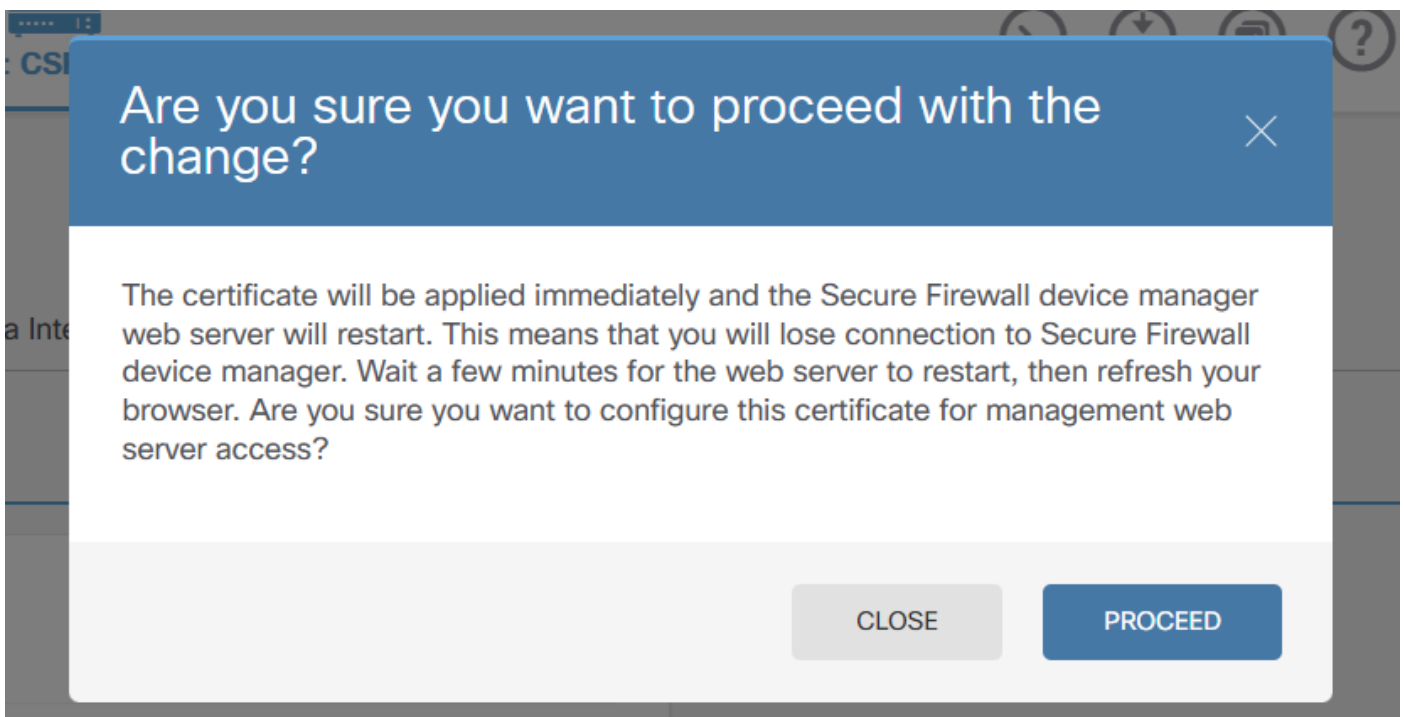 : CSI
Are you sure you want to proceed with the
change?
?
The certificate will be applied immediately and the Secure Firewall device manager
a Inte
web server will restart. This means that you will lose connection to Secure Firewall
device manager. Wait a few minutes for the web server to restart, then refresh your
browser. Are you sure you want to configure this certificate for management web
server access?
CLOSE
PROCEED